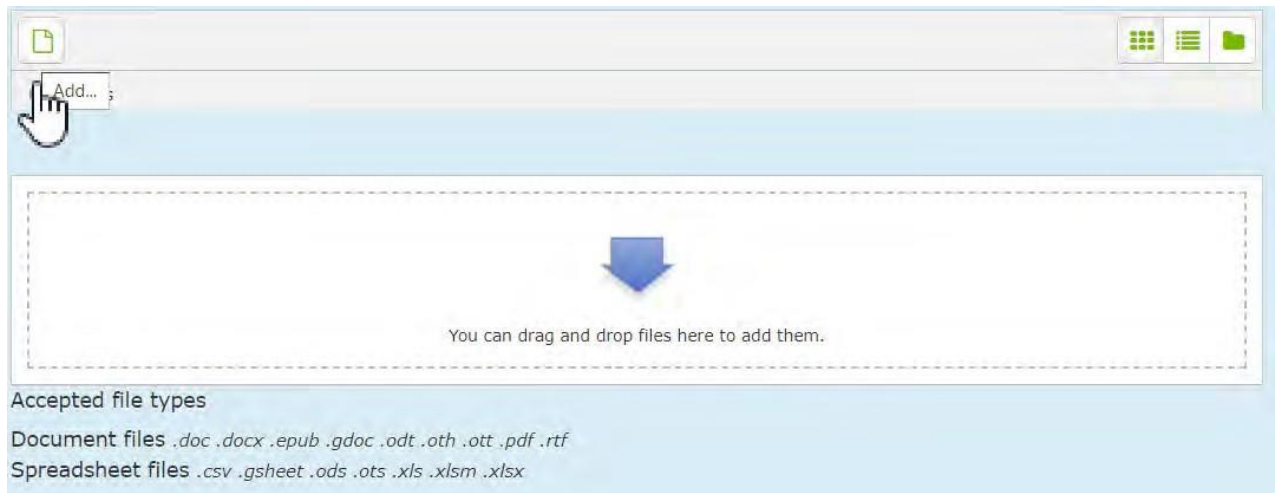 Add...
You can drag and drop files here to add them.
Accepted file types
Document files .doc .docx .epub .gdoc .odt .oth .ott .pdf .rtf
Spreadsheet files .csv .gsheet .ods .ots .xls .xlsm .xlsx